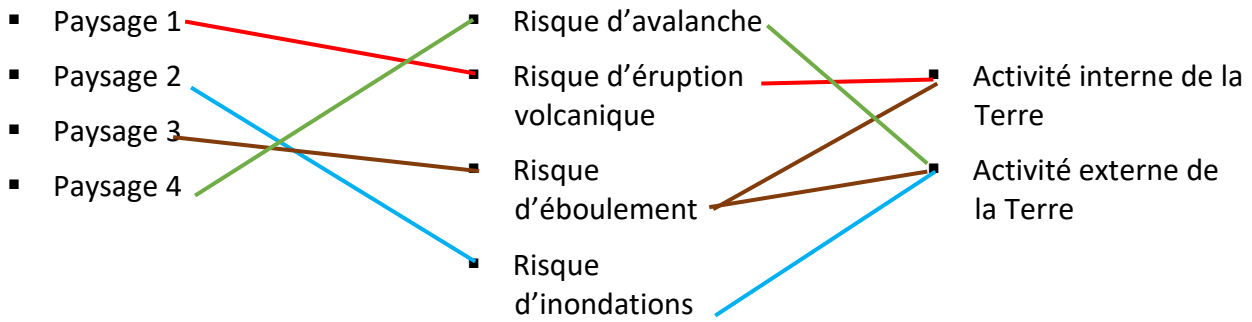 ▪ Paysage 1
▪ Paysage 2
▪ Paysage 3
▪ Paysage 4
▪ Risque d’avalanche
▪ Risque d’éruption
volcanique
▪ Risque
d’éboulement
▪ Risque
d’inondations
▪ Activité interne de la
Terre
▪ Activité externe de
la Terre